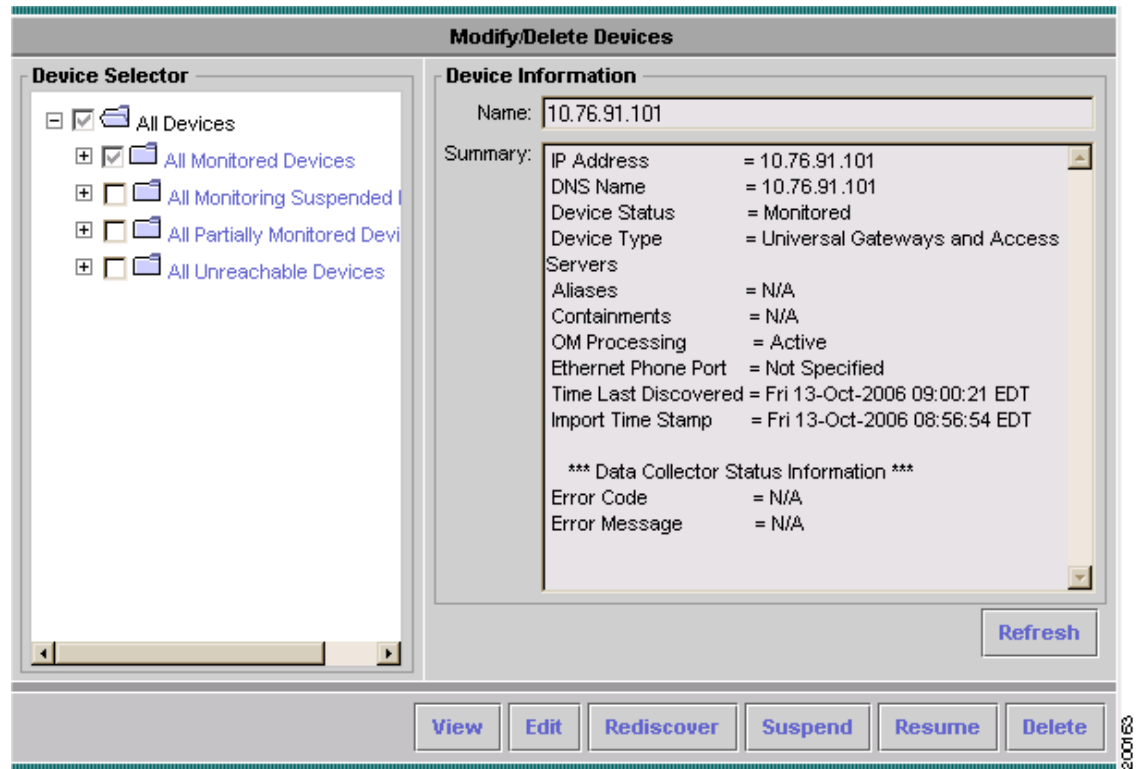 Modify/Delete Devices
Device Selector
All Devices
All Monitored Devices
All Monitoring Suspended
All Partially Monitored Devi
All Unreachable Devices
Device Information
Name: 10.76.91.101
Summary:
IP Address = 10.76.91.101
DNS Name = 10.76.91.101
Device Status = Monitored
Device Type = Universal Gateways and Access
Servers
Aliases = N/A
Containments = N/A
OM Processing = Active
Ethernet Phone Port = Not Specified
Time Last Discovered = Fri 13-Oct-2006 09:00:21 EDT
Import Time Stamp = Fri 13-Oct-2006 08:56:54 EDT
*** Data Collector Status Information ***
Error Code = N/A
Error Message = N/A
Refresh
View Edit Rediscover Suspend Resume Delete
200163